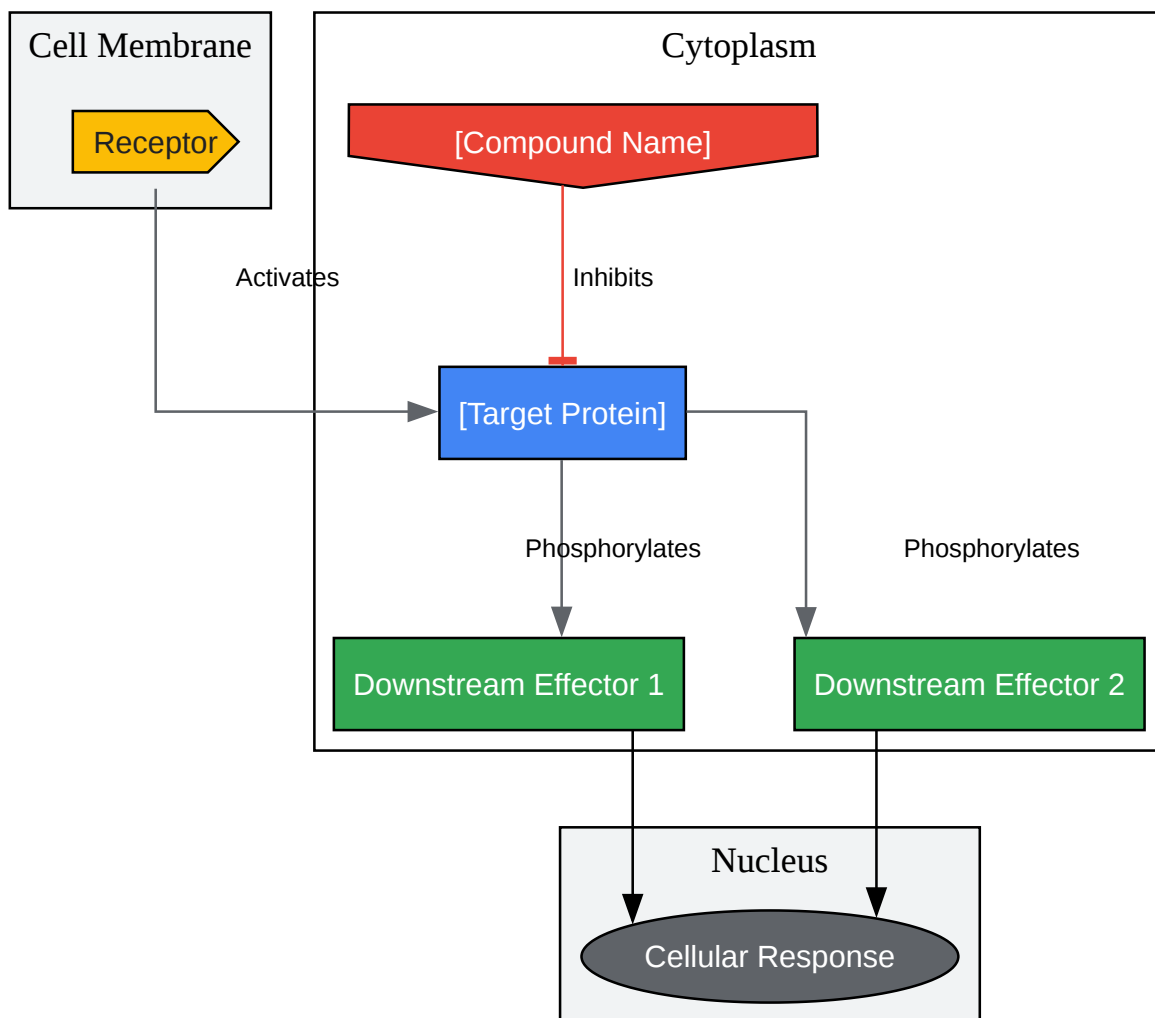 Cell Membrane
Cytoplasm
Receptor
[Compound Name]
Activates
Inhibits
[Target Protein]
Phosphorylates
Phosphorylates
Downstream Effector 1
Downstream Effector 2
Nucleus
Cellular Response